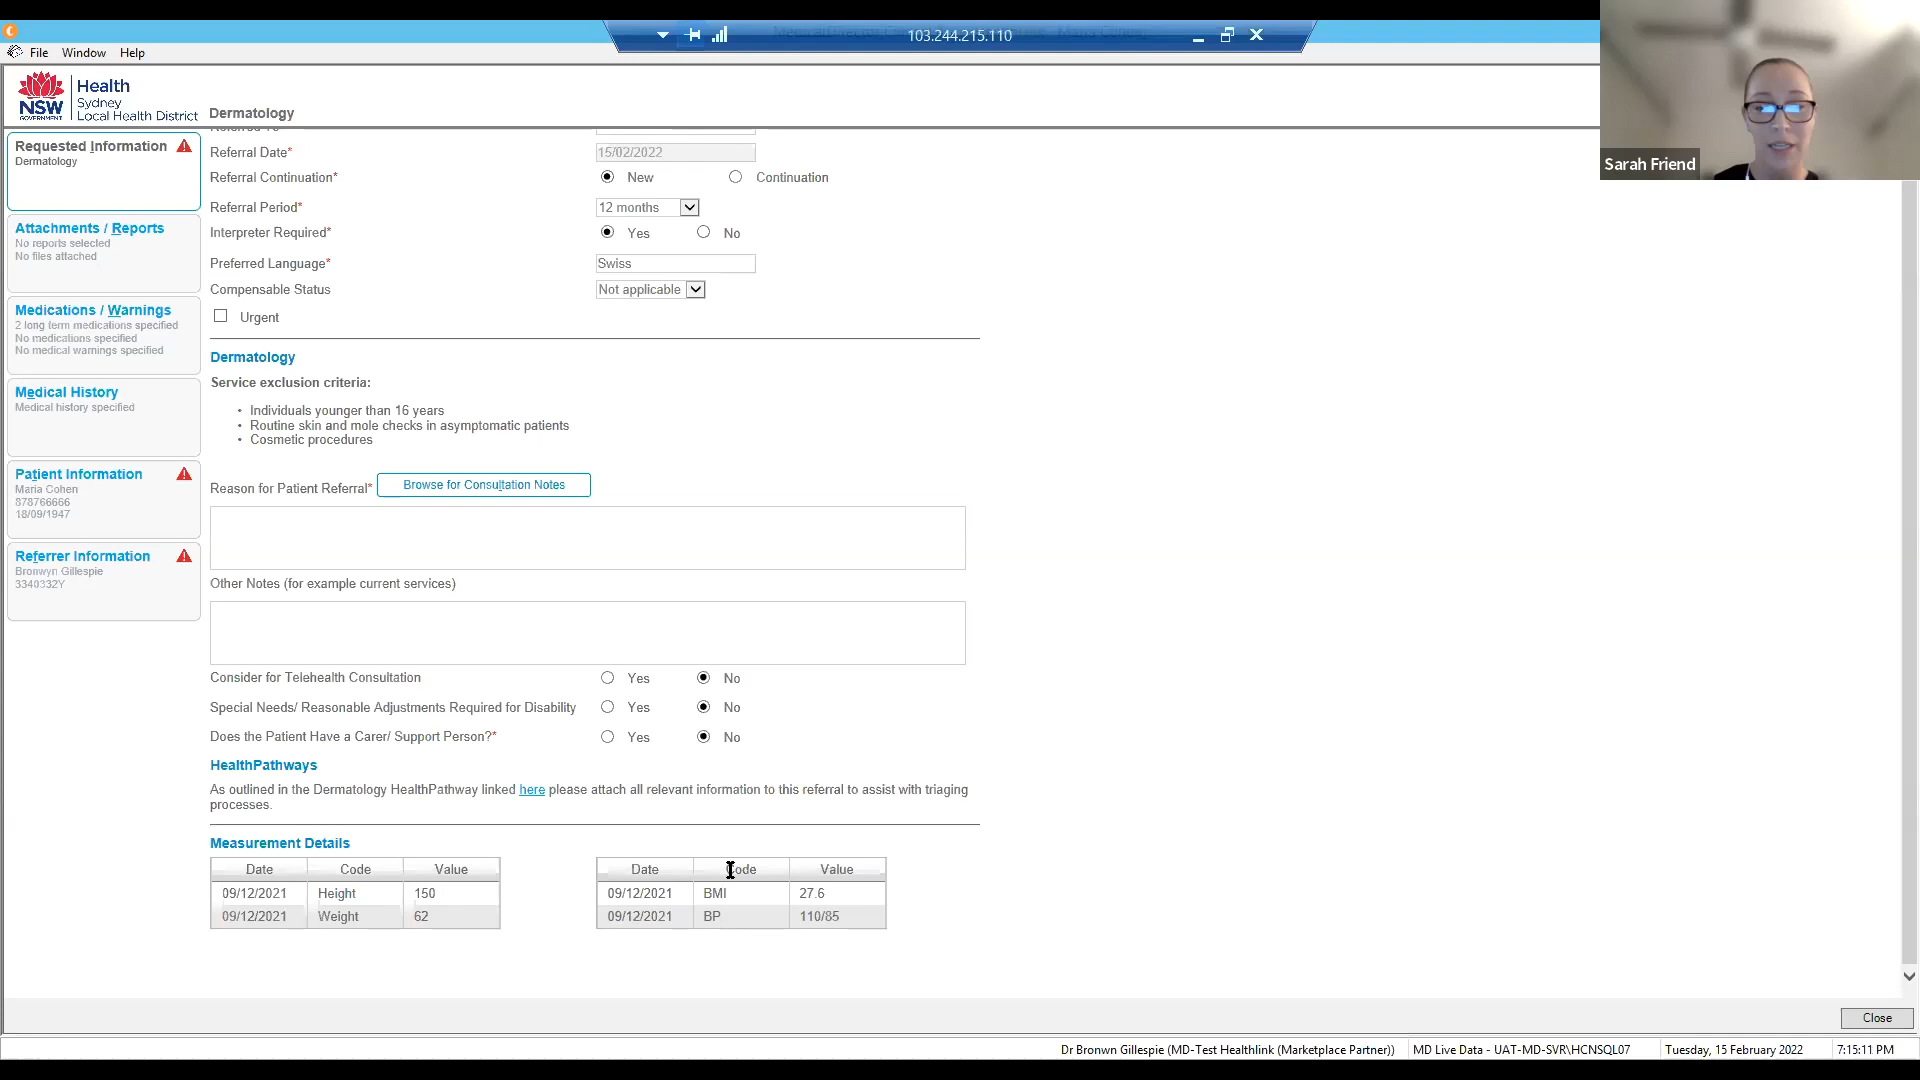 103.244.215.110
File Window Help
NSW
GOVERNMENT
Health
Sydney
Local Health District
Dermatology
Sarah Friend
Requested Information
Dermatology
Attachments / Reports
No reports selected
No files attached
Medications / Warnings
2 long term medications specified
No medications specified
No medical warnings specified
Medical History
Medical history specified
Patient Information
Maria Cohen
878766666
18/09/1947
Referrer Information
Bronwyn Gillespie
3340332Y
Referral Date* 15/02/2022
Referral Continuation* New Continuation
Referral Period* 12 months
Interpreter Required* Yes No
Preferred Language* Swiss
Compensable Status Not applicable
Urgent
Dermatology
Service exclusion criteria:
• Individuals younger than 16 years
• Routine skin and mole checks in asymptomatic patients
• Cosmetic procedures
Reason for Patient Referral* Browse for Consultation Notes
Other Notes (for example current services)
Consider for Telehealth Consultation Yes No
Special Needs/ Reasonable Adjustments Required for Disability Yes No
Does the Patient Have a Carer/ Support Person?* Yes No
HealthPathways
As outlined in the Dermatology HealthPathway linked here please attach all relevant information to this referral to assist with triaging
processes.
Measurement Details
Date Code Value Date Code Value
09/12/2021 Height 150 09/12/2021 BMI 27.6
09/12/2021 Weight 62 09/12/2021 BP 110/85
Close
Dr Bronwn Gillespie (MD-Test Healthlink (Marketplace Partner)) MD Live Data - UAT-MD-SVR\HCNSQL07 Tuesday, 15 February 2022 7:15:11 PM